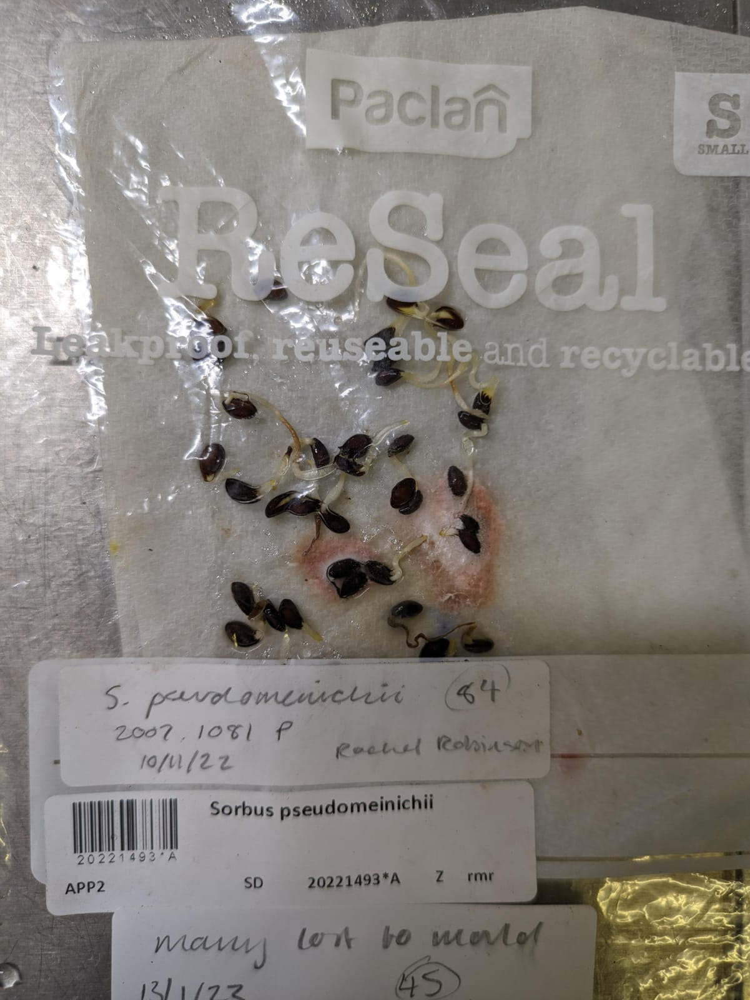 Paclan
S
SMALL
ReSeal
Leakproof, reuseable and recyclable
S. pseudomeinichii 84
2007.1081 P
Rachel Robinson
10/11/22
Sorbus pseudomeinichii
20221493*A
APP2 SD 20221493*A Z rmr
many lost to mould
13/1/23 45